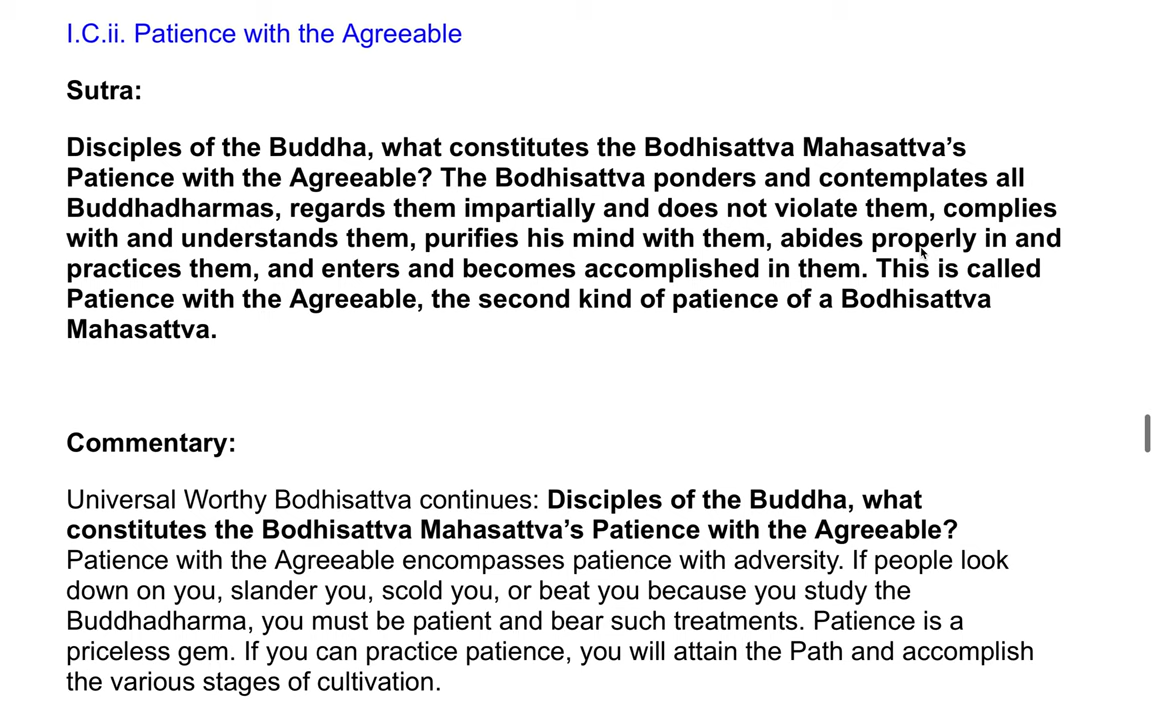 I.C.ii. Patience with the Agreeable
Sutra:
Disciples of the Buddha, what constitutes the Bodhisattva Mahasattva’s
Patience with the Agreeable? The Bodhisattva ponders and contemplates all
Buddhadharmas, regards them impartially and does not violate them, complies
with and understands them, purifies his mind with them, abides properly in and
practices them, and enters and becomes accomplished in them. This is called
Patience with the Agreeable, the second kind of patience of a Bodhisattva
Mahasattva.
Commentary:
Universal Worthy Bodhisattva continues: Disciples of the Buddha, what
constitutes the Bodhisattva Mahasattva’s Patience with the Agreeable?
Patience with the Agreeable encompasses patience with adversity. If people look
down on you, slander you, scold you, or beat you because you study the
Buddhadharma, you must be patient and bear such treatments. Patience is a
priceless gem. If you can practice patience, you will attain the Path and accomplish
the various stages of cultivation.